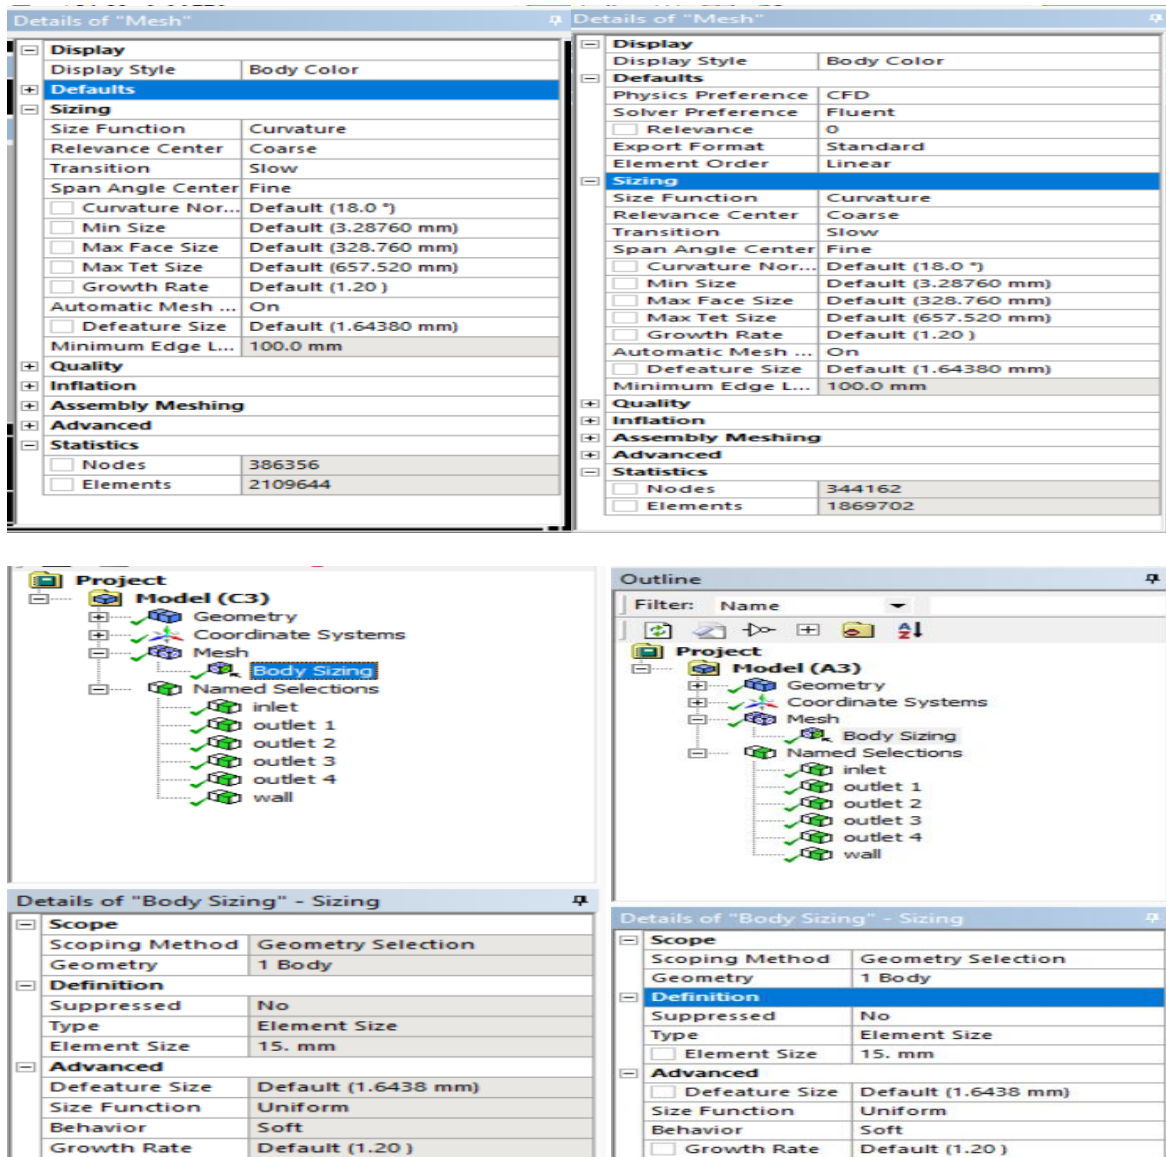 Details of "Mesh"
Display
Display Style Body Color
Defaults
Sizing
Size Function Curvature
Relevance Center Coarse
Transition Slow
Span Angle Center Fine
Curvature Nor... Default (18.0 °)
Min Size Default (3.28760 mm)
Max Face Size Default (328.760 mm)
Max Tet Size Default (657.520 mm)
Growth Rate Default (1.20 )
Automatic Mesh ... On
Defeature Size Default (1.64380 mm)
Minimum Edge L... 100.0 mm
Quality
Inflation
Assembly Meshing
Advanced
Statistics
Nodes 386356
Elements 2109644
Details of "Mesh"
Display
Display Style Body Color
Defaults
Physics Preference CFD
Solver Preference Fluent
Relevance 0
Export Format Standard
Element Order Linear
Sizing
Size Function Curvature
Relevance Center Coarse
Transition Slow
Span Angle Center Fine
Curvature Nor... Default (18.0 °)
Min Size Default (3.28760 mm)
Max Face Size Default (328.760 mm)
Max Tet Size Default (657.520 mm)
Growth Rate Default (1.20 )
Automatic Mesh ... On
Defeature Size Default (1.64380 mm)
Minimum Edge L... 100.0 mm
Quality
Inflation
Assembly Meshing
Advanced
Statistics
Nodes 344162
Elements 1869702
Project
Model (C3)
Geometry
Coordinate Systems
Mesh
Body Sizing
Named Selections
inlet
outlet 1
outlet 2
outlet 3
outlet 4
wall
Details of "Body Sizing" - Sizing
Scope
Scoping Method Geometry Selection
Geometry 1 Body
Definition
Suppressed No
Type Element Size
Element Size 15. mm
Advanced
Defeature Size Default (1.6438 mm)
Size Function Uniform
Behavior Soft
Growth Rate Default (1.20 )
Outline
Filter: Name
Project
Model (A3)
Geometry
Coordinate Systems
Mesh
Body Sizing
Named Selections
inlet
outlet 1
outlet 2
outlet 3
outlet 4
wall
Details of "Body Sizing" - Sizing
Scope
Scoping Method Geometry Selection
Geometry 1 Body
Definition
Suppressed No
Type Element Size
Element Size 15. mm
Advanced
Defeature Size Default (1.6438 mm)
Size Function Uniform
Behavior Soft
Growth Rate Default (1.20 )